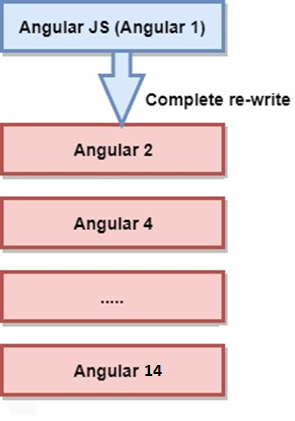 Angular JS (Angular 1)
Complete re-write
Angular 2
Angular 4
.....
Angular 14